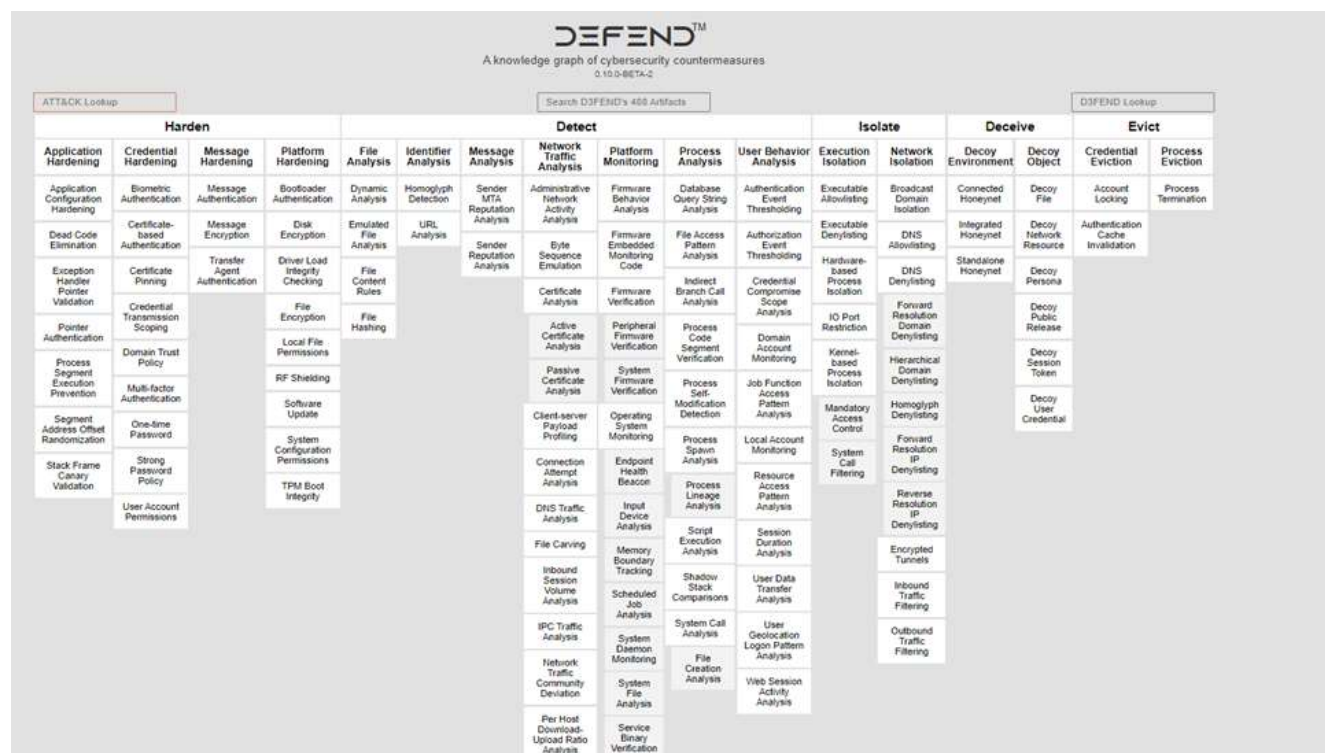 D3FEND™
A knowledge graph of cybersecurity countermeasures
0.10.0-BETA-2
ATT&CK Lookup
Search D3FEND's 400 Artifacts
D3FEND Lookup
Harden
Detect
Isolate
Deceive
Evict
Application
Hardening
Credential
Hardening
Message
Hardening
Platform
Hardening
File
Analysis
Identifier
Analysis
Message
Analysis
Network
Traffic
Analysis
Platform
Monitoring
Process
Analysis
User Behavior
Analysis
Execution
Isolation
Network
Isolation
Decoy
Environment
Decoy
Object
Credential
Eviction
Process
Eviction
Application
Configuration
Hardening
Dead Code
Elimination
Exception
Handler
Pointer
Validation
Pointer
Authentication
Process
Segment
Execution
Prevention
Segment
Address Offset
Randomization
Stack Frame
Canary
Validation
Biometric
Authentication
Certificate-
based
Authentication
Certificate
Pinning
Credential
Transmission
Scoping
Domain Trust
Policy
Multi-factor
Authentication
One-time
Password
Strong
Password
Policy
User Account
Permissions
Message
Authentication
Message
Encryption
Transfer
Agent
Authentication
Bootloader
Authentication
Disk
Encryption
Driver Load
Integrity
Checking
File
Encryption
Local File
Permissions
RF Shielding
Software
Update
System
Configuration
Permissions
TPM Boot
Integrity
Dynamic
Analysis
Emulated
File
Analysis
File
Content
Rules
File
Hashing
Homoglyph
Detection
URL
Analysis
Sender
MTA
Reputation
Analysis
Sender
Reputation
Analysis
Administrative
Network
Activity
Analysis
Byte
Sequence
Emulation
Certificate
Analysis
Active
Certificate
Analysis
Passive
Certificate
Analysis
Client-server
Payload
Profiling
Connection
Attempt
Analysis
DNS Traffic
Analysis
File Carving
Inbound
Session
Volume
Analysis
IPC Traffic
Analysis
Network
Traffic
Community
Deviation
Per Host
Download-
Upload Ratio
Analysis
Firmware
Behavior
Analysis
Firmware
Embedded
Monitoring
Code
Firmware
Verification
Peripheral
Firmware
Verification
System
Firmware
Verification
Operating
System
Monitoring
Endpoint
Health
Beacon
Input
Device
Analysis
Memory
Boundary
Tracking
Scheduled
Job
Analysis
System
Daemon
Monitoring
System
File
Analysis
Service
Binary
Verification
Database
Query String
Analysis
File Access
Pattern
Analysis
Indirect
Branch Call
Analysis
Process
Code
Segment
Verification
Process
Self-
Modification
Detection
Process
Spawn
Analysis
Process
Lineage
Analysis
Script
Execution
Analysis
Shadow
Stack
Comparisons
System Call
Analysis
File
Creation
Analysis
Authentication
Event
Thresholding
Authorization
Event
Thresholding
Credential
Compromise
Scope
Analysis
Domain
Account
Monitoring
Job Function
Access
Pattern
Analysis
Local Account
Monitoring
Resource
Access
Pattern
Analysis
Session
Duration
Analysis
User Data
Transfer
Analysis
User
Geolocation
Logon Pattern
Analysis
Web Session
Activity
Analysis
Executable
Allowlisting
Executable
Denylisting
Hardware-
based
Process
Isolation
IO Port
Restriction
Kernel-
based
Process
Isolation
Mandatory
Access
Control
System
Call
Filtering
Broadcast
Domain
Isolation
DNS
Allowlisting
DNS
Denylisting
Forward
Resolution
Domain
Denylisting
Hierarchical
Domain
Denylisting
Homoglyph
Denylisting
Forward
Resolution
IP
Denylisting
Reverse
Resolution
IP
Denylisting
Encrypted
Tunnels
Inbound
Traffic
Filtering
Outbound
Traffic
Filtering
Connected
Honeynet
Integrated
Honeynet
Standalone
Honeynet
Decoy
File
Decoy
Network
Resource
Decoy
Persona
Decoy
Public
Release
Decoy
Session
Token
Decoy
User
Credential
Account
Locking
Authentication
Cache
Invalidation
Process
Termination